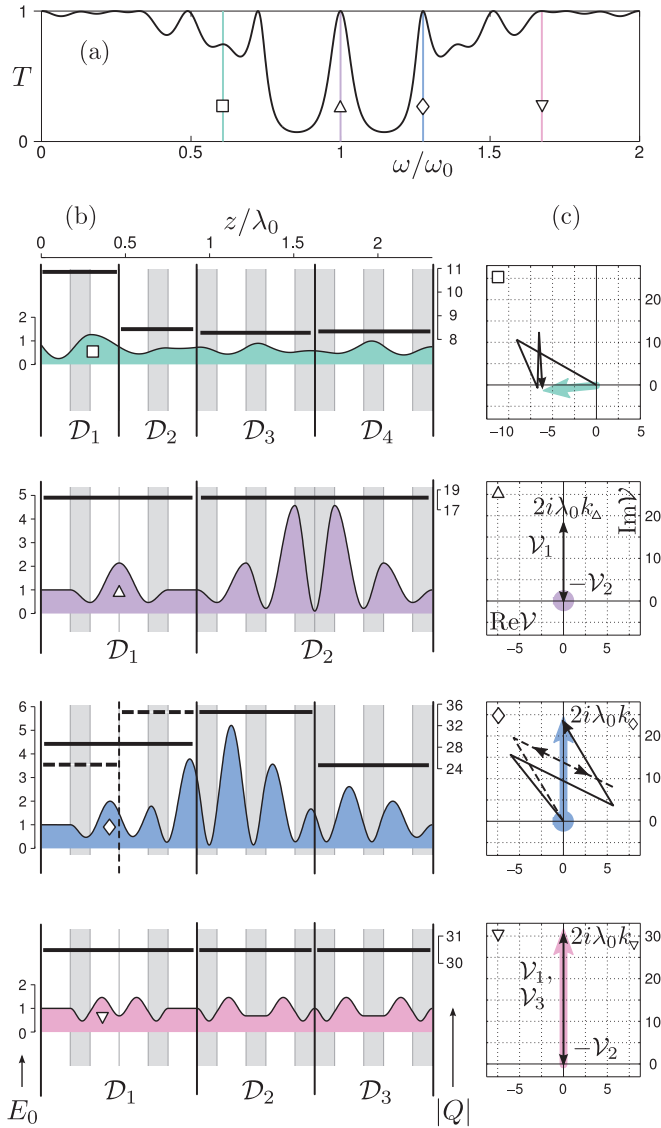 1
(a)
T
0
0
0.5
1
1.5
2
ω/ω₀
(b)
z/λ₀
(c)
0
0.46
1
1.6
2
2
1
0
11
10
9
8
D₁
D₂
D₃
D₄
20
10
0
−10
−5
0
5
4
3
2
1
0
19
17
D₁
D₂
2iλ₀k△
V₁
−V₂
ImV
ReV
20
10
0
−5
0
5
6
5
4
3
2
1
0
36
32
28
24
2iλ₀k◇
20
10
0
−5
0
5
2
1
0
31
30
D₁
D₂
D₃
E₀
|Q|
2iλ₀k▽
V₁,
V₃
−V₂
30
20
10
0
−5
0
5